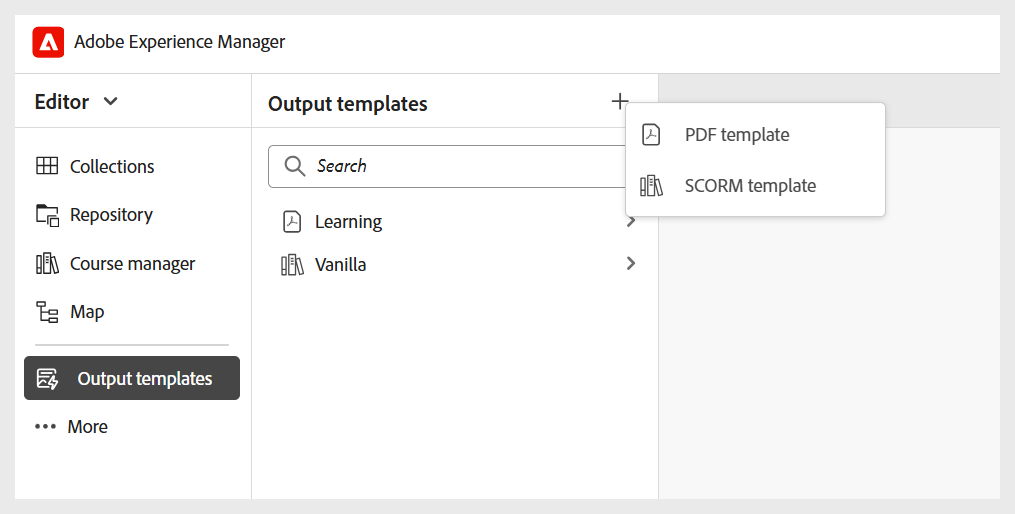 Adobe Experience Manager
Editor
Collections
Repository
Course manager
Map
Output templates
More
Output templates
Search
Learning
Vanilla
PDF template
SCORM template